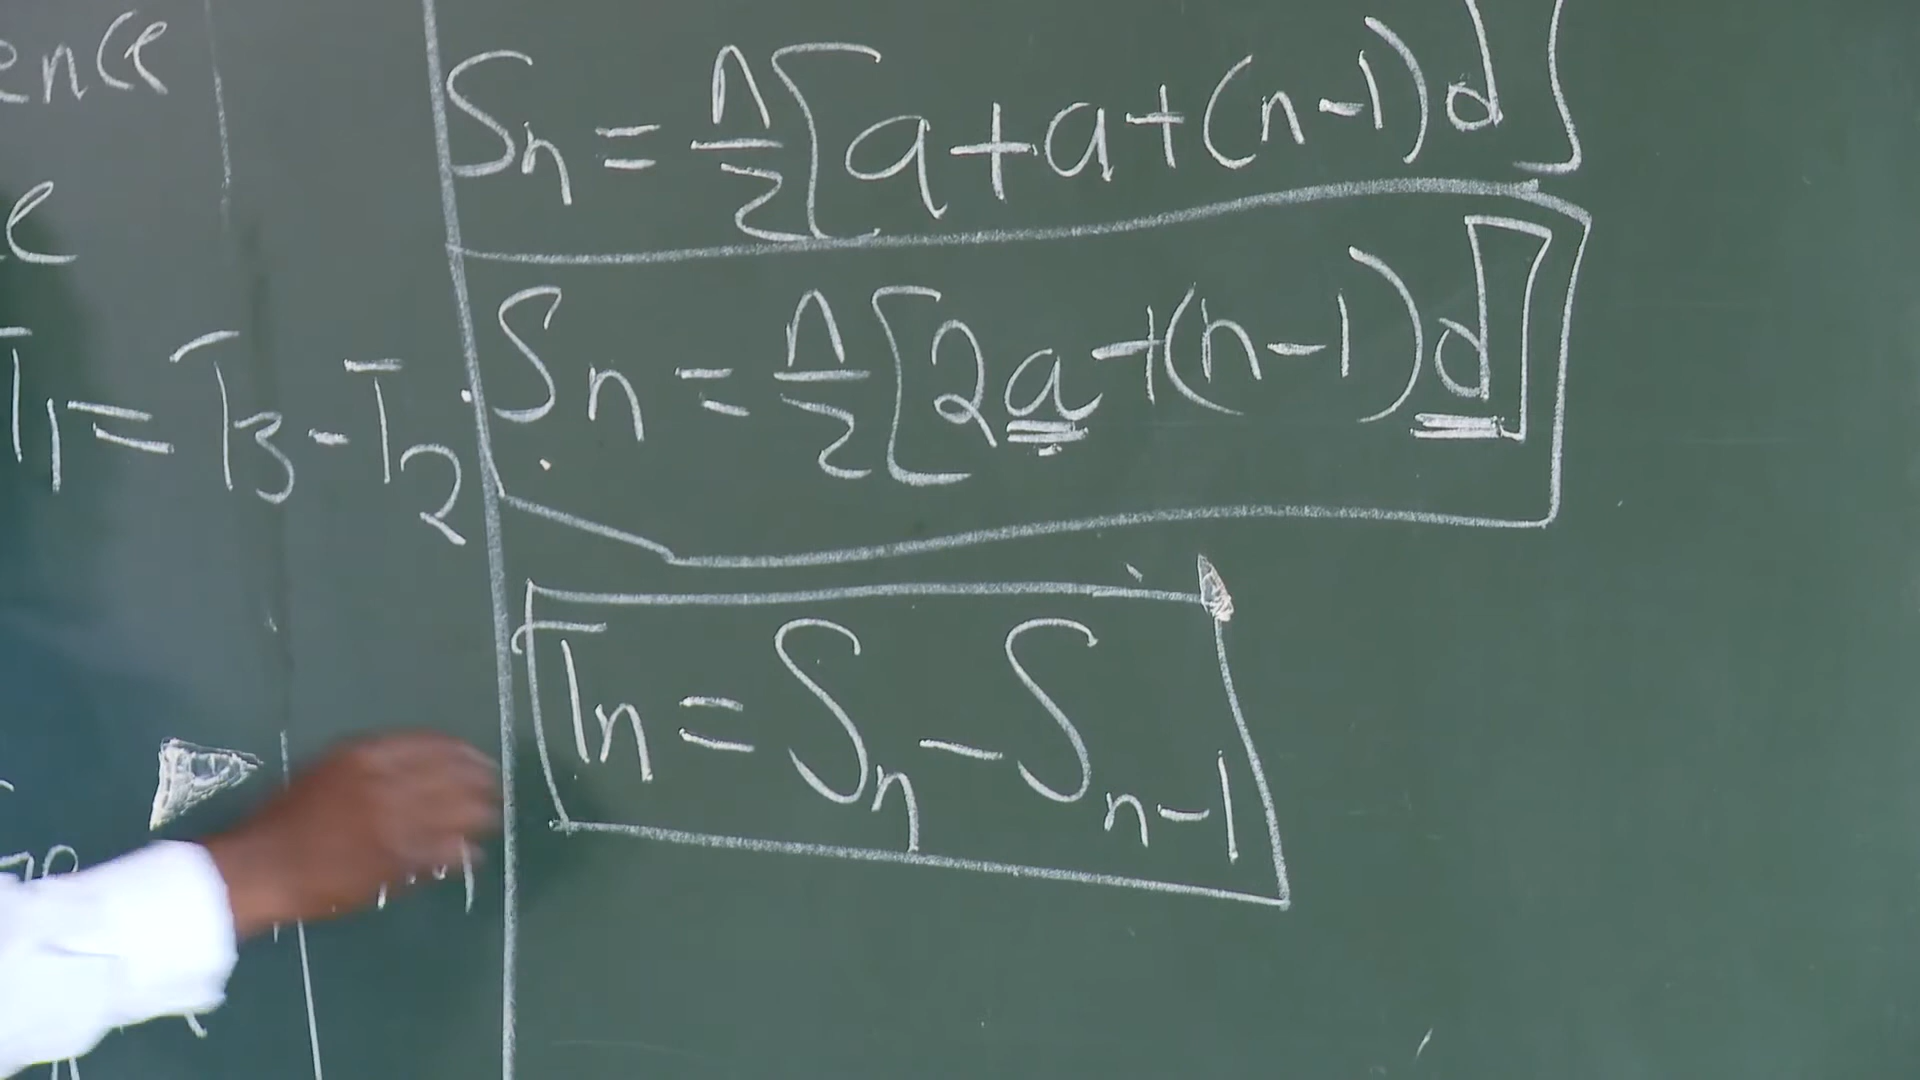 ence
e
T₁ = T₃ - T₂
Sn = n/2 [a + a + (n-1)d]
Sn = n/2 [2a + (n-1)d]
Tn = Sn - Sn-1